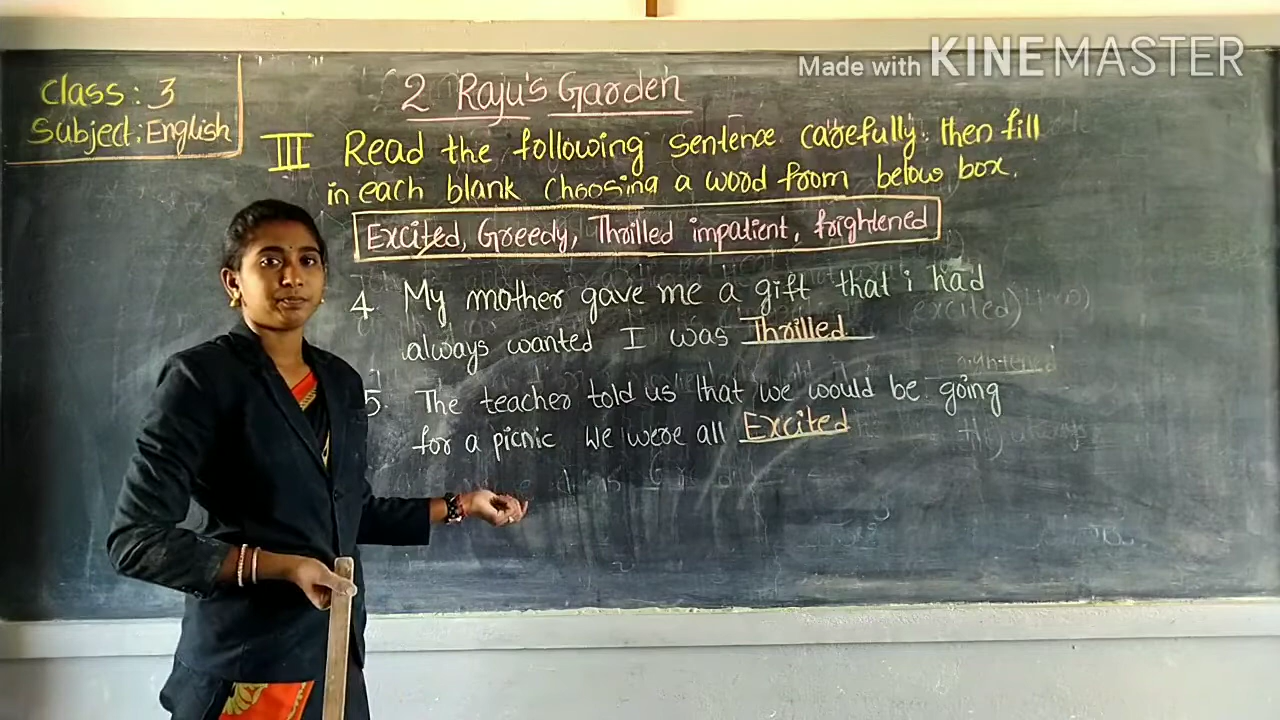 Made with KINEMASTER
Class: 3
Subject: English
2 Raju's Garden
III Read the following sentence carefully. then fill
in each blank choosing a word from below box.
Excited, Greedy, Thrilled impatient, frightened
4. My mother gave me a gift that i had
always wanted I was Thrilled
5. The teacher told us that we would be going
for a picnic We were all Excited
excited)